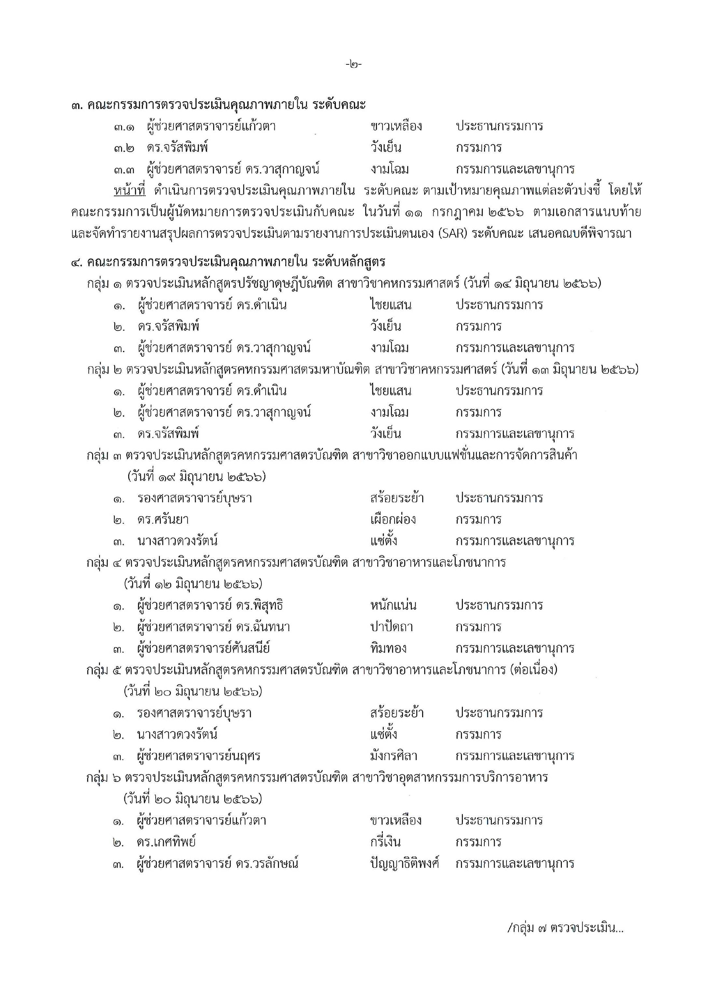 -๒-
๓. คณะกรรมการตรวจประเมินคุณภาพภายใน ระดับคณะ
๓.๑ ผู้ช่วยศาสตราจารย์แก้วตา ขาวเหลือง ประธานกรรมการ
๓.๒ ดร.จรัสพิมพ์ วังเย็น กรรมการ
๓.๓ ผู้ช่วยศาสตราจารย์ ดร.วาสุกาญจน์ งามโฉม กรรมการและเลขานุการ
หน้าที่ ดำเนินการตรวจประเมินคุณภาพภายใน ระดับคณะ ตามเป้าหมายคุณภาพแต่ละตัวบ่งชี้ โดยให้
คณะกรรมการเป็นผู้นัดหมายการตรวจประเมินกับคณะ ในวันที่ ๑๑ กรกฎาคม ๒๕๖๖ ตามเอกสารแนบท้าย
และจัดทำรายงานสรุปผลการตรวจประเมินตามรายงานการประเมินตนเอง (SAR) ระดับคณะ เสนอคณบดีพิจารณา
๔. คณะกรรมการตรวจประเมินคุณภาพภายใน ระดับหลักสูตร
กลุ่ม ๑ ตรวจประเมินหลักสูตรปรัชญาดุษฎีบัณฑิต สาขาวิชาคหกรรมศาสตร์ (วันที่ ๑๔ มิถุนายน ๒๕๖๖)
๑. ผู้ช่วยศาสตราจารย์ ดร.ดำเนิน ไชยแสน ประธานกรรมการ
๒. ดร.จรัสพิมพ์ วังเย็น กรรมการ
๓. ผู้ช่วยศาสตราจารย์ ดร.วาสุกาญจน์ งามโฉม กรรมการและเลขานุการ
กลุ่ม ๒ ตรวจประเมินหลักสูตรคหกรรมศาสตรมหาบัณฑิต สาขาวิชาคหกรรมศาสตร์ (วันที่ ๑๓ มิถุนายน ๒๕๖๖)
๑. ผู้ช่วยศาสตราจารย์ ดร.ดำเนิน ไชยแสน ประธานกรรมการ
๒. ผู้ช่วยศาสตราจารย์ ดร.วาสุกาญจน์ งามโฉม กรรมการ
๓. ดร.จรัสพิมพ์ วังเย็น กรรมการและเลขานุการ
กลุ่ม ๓ ตรวจประเมินหลักสูตรคหกรรมศาสตรบัณฑิต สาขาวิชาออกแบบแฟชั่นและการจัดการสินค้า
(วันที่ ๑๙ มิถุนายน ๒๕๖๖)
๑. รองศาสตราจารย์บุษรา สร้อยระย้า ประธานกรรมการ
๒. ดร.ศรันยา เผือกผ่อง กรรมการ
๓. นางสาวดวงรัตน์ แซ่ตั้ง กรรมการและเลขานุการ
กลุ่ม ๔ ตรวจประเมินหลักสูตรคหกรรมศาสตรบัณฑิต สาขาวิชาอาหารและโภชนาการ
(วันที่ ๑๒ มิถุนายน ๒๕๖๖)
๑. ผู้ช่วยศาสตราจารย์ ดร.พิสุทธิ หนักแน่น ประธานกรรมการ
๒. ผู้ช่วยศาสตราจารย์ ดร.ฉันทนา ปาปัดถา กรรมการ
๓. ผู้ช่วยศาสตราจารย์ศันสนีย์ ทิมทอง กรรมการและเลขานุการ
กลุ่ม ๕ ตรวจประเมินหลักสูตรคหกรรมศาสตรบัณฑิต สาขาวิชาอาหารและโภชนาการ (ต่อเนื่อง)
(วันที่ ๒๐ มิถุนายน ๒๕๖๖)
๑. รองศาสตราจารย์บุษรา สร้อยระย้า ประธานกรรมการ
๒. นางสาวดวงรัตน์ แซ่ตั้ง กรรมการ
๓. ผู้ช่วยศาสตราจารย์นฤศร มังกรศิลา กรรมการและเลขานุการ
กลุ่ม ๖ ตรวจประเมินหลักสูตรคหกรรมศาสตรบัณฑิต สาขาวิชาอุตสาหกรรมการบริการอาหาร
(วันที่ ๒๐ มิถุนายน ๒๕๖๖)
๑. ผู้ช่วยศาสตราจารย์แก้วตา ขาวเหลือง ประธานกรรมการ
๒. ดร.เกศทิพย์ กรี่เงิน กรรมการ
๓. ผู้ช่วยศาสตราจารย์ ดร.วรลักษณ์ ปัญญาธิติพงศ์ กรรมการและเลขานุการ
/กลุ่ม ๗ ตรวจประเมิน...